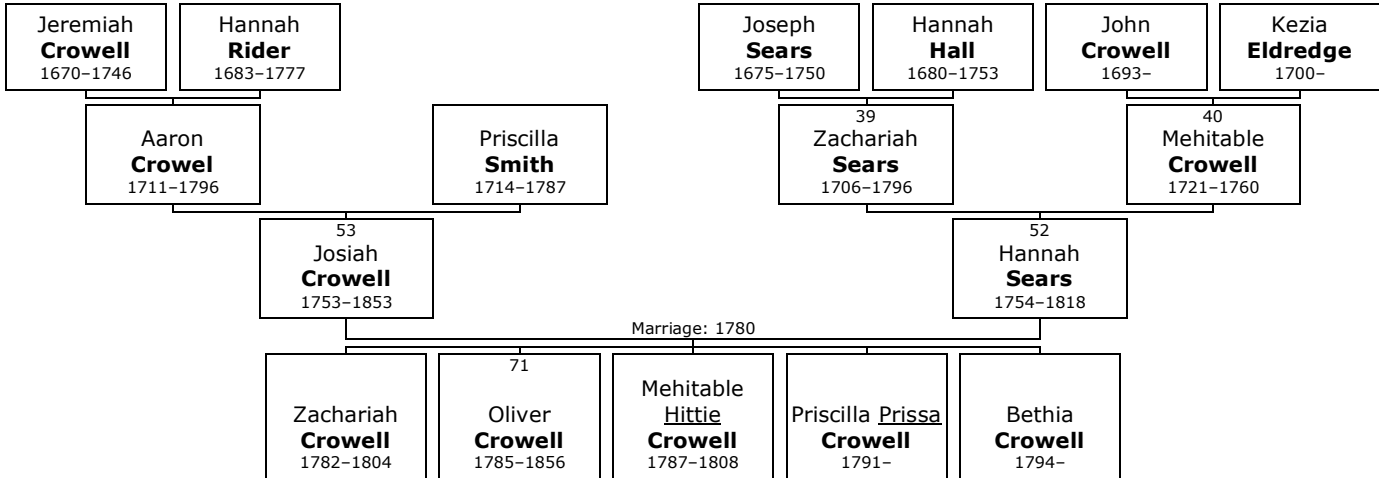 Jeremiah
Crowell
1670–1746
Hannah
Rider
1683–1777
Joseph
Sears
1675–1750
Hannah
Hall
1680–1753
John
Crowell
1693–
Kezia
Eldredge
1700–
Aaron
Crowel
1711–1796
Priscilla
Smith
1714–1787
39
Zachariah
Sears
1706–1796
40
Mehitable
Crowell
1721–1760
53
Josiah
Crowell
1753–1853
52
Hannah
Sears
1754–1818
Marriage: 1780
Zachariah
Crowell
1782–1804
71
Oliver
Crowell
1785–1856
Mehitable
Hittie
Crowell
1787–1808
Priscilla Prissa
Crowell
1791–
Bethia
Crowell
1794–